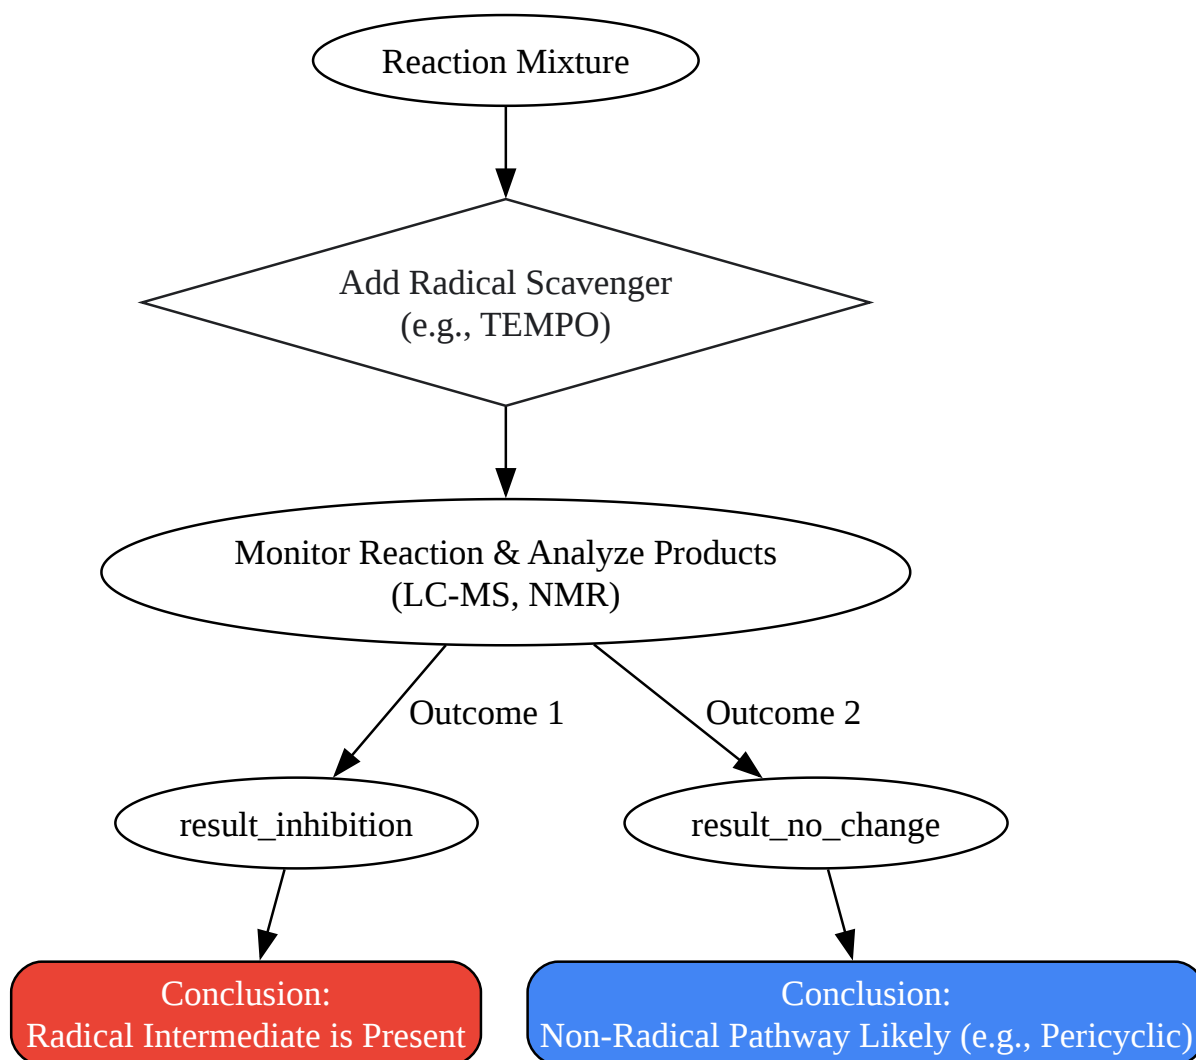 Reaction Mixture
Add Radical Scavenger
(e.g., TEMPO)
Monitor Reaction & Analyze Products
(LC-MS, NMR)
Outcome 1
Outcome 2
result_inhibition
result_no_change
Conclusion:
Radical Intermediate is Present
Conclusion:
Non-Radical Pathway Likely (e.g., Pericyclic)